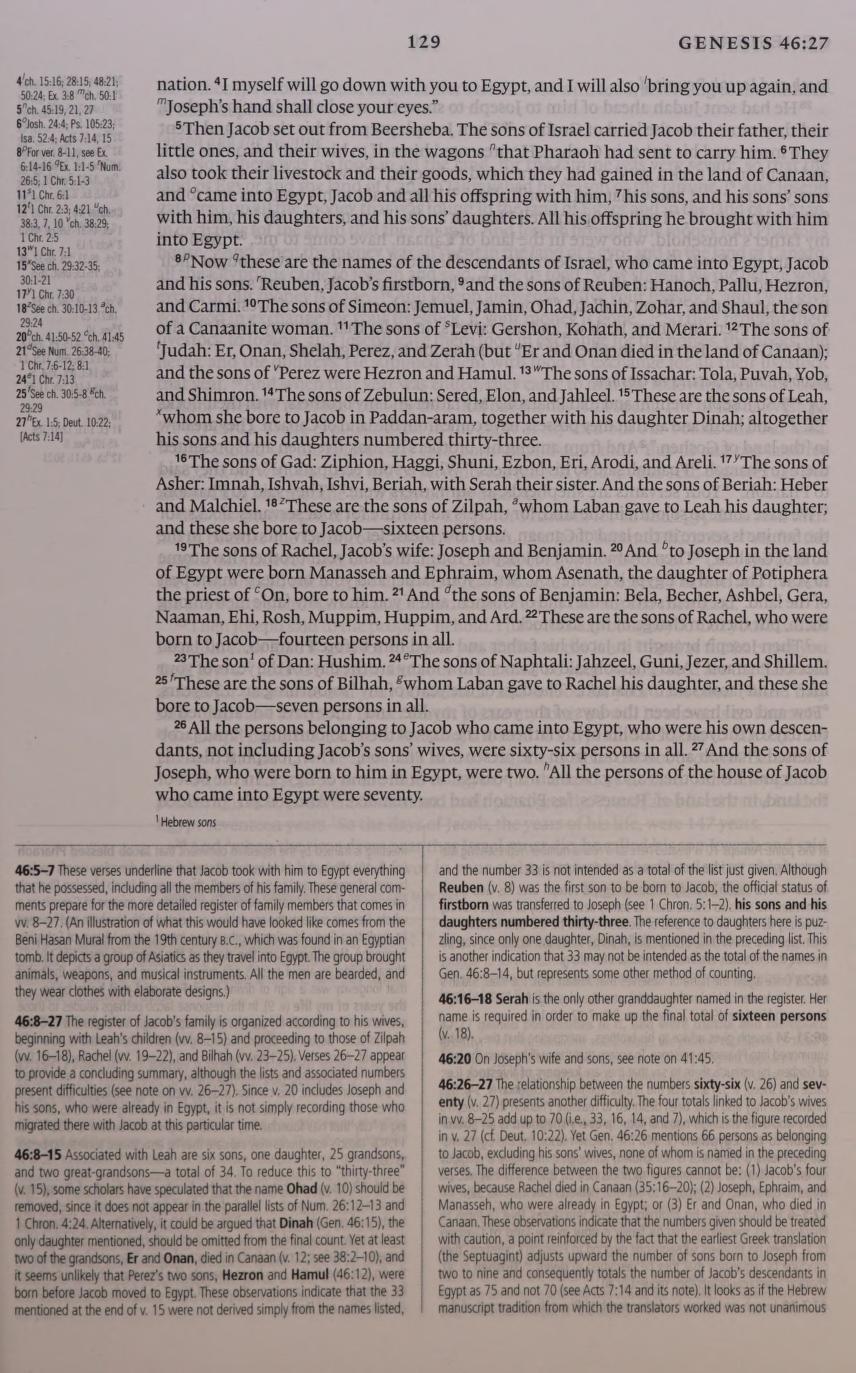 129
GENESIS 46:27
4 l ch. 15:16; 28:15; 48:21;
50:24; Ex. 3:8 m ch. 50:1
5 n ch. 45:19, 21, 27
6 o Josh. 24:4; Ps. 105:23;
Isa. 52:4; Acts 7:14, 15
8 p For ver. 8-11, see Ex.
6:14-16 q Ex. 1:1-5 r Num.
26:5; 1 Chr. 5:1-3
11 s 1 Chr. 6:1
12 t 1 Chr. 2:3; 4:21 u ch.
38:3, 7, 10 v ch. 38:29;
1 Chr. 2:5
13 w 1 Chr. 7:1
15 x See ch. 29:32-35;
30:1-21
17 y 1 Chr. 7:30
18 z See ch. 30:10-13 a ch.
29:24
20 b ch. 41:50-52 c ch. 41:45
21 d See Num. 26:38-40;
1 Chr. 7:6-12; 8:1
24 e 1 Chr. 7:13
25 f See ch. 30:5-8 g ch.
29:29
27 h Ex. 1:5; Deut. 10:22;
[Acts 7:14]
nation. 4 I myself will go down with you to Egypt, and I will also l bring you up again, and
m Joseph's hand shall close your eyes."
5 Then Jacob set out from Beersheba. The sons of Israel carried Jacob their father, their
little ones, and their wives, in the wagons n that Pharaoh had sent to carry him. 6 They
also took their livestock and their goods, which they had gained in the land of Canaan,
and o came into Egypt, Jacob and all his offspring with him, 7 his sons, and his sons' sons
with him, his daughters, and his sons' daughters. All his offspring he brought with him
into Egypt.
8 p Now q these are the names of the descendants of Israel, who came into Egypt, Jacob
and his sons. r Reuben, Jacob's firstborn, 9 and the sons of Reuben: Hanoch, Pallu, Hezron,
and Carmi. 10 The sons of Simeon: Jemuel, Jamin, Ohad, Jachin, Zohar, and Shaul, the son
of a Canaanite woman. 11 The sons of s Levi: Gershon, Kohath, and Merari. 12 The sons of
t Judah: Er, Onan, Shelah, Perez, and Zerah (but u Er and Onan died in the land of Canaan);
and the sons of v Perez were Hezron and Hamul. 13 w The sons of Issachar: Tola, Puvah, Yob,
and Shimron. 14 The sons of Zebulun: Sered, Elon, and Jahleel. 15 These are the sons of Leah,
x whom she bore to Jacob in Paddan-aram, together with his daughter Dinah; altogether
his sons and his daughters numbered thirty-three.
16 The sons of Gad: Ziphion, Haggi, Shuni, Ezbon, Eri, Arodi, and Areli. 17 y The sons of
Asher: Imnah, Ishvah, Ishvi, Beriah, with Serah their sister. And the sons of Beriah: Heber
and Malchiel. 18 z These are the sons of Zilpah, a whom Laban gave to Leah his daughter;
and these she bore to Jacob—sixteen persons.
19 The sons of Rachel, Jacob's wife: Joseph and Benjamin. 20 And b to Joseph in the land
of Egypt were born Manasseh and Ephraim, whom Asenath, the daughter of Potiphera
the priest of c On, bore to him. 21 And d the sons of Benjamin: Bela, Becher, Ashbel, Gera,
Naaman, Ehi, Rosh, Muppim, Huppim, and Ard. 22 These are the sons of Rachel, who were
born to Jacob—fourteen persons in all.
23 The son 1 of Dan: Hushim. 24 e The sons of Naphtali: Jahzeel, Guni, Jezer, and Shillem.
25 f These are the sons of Bilhah, g whom Laban gave to Rachel his daughter, and these she
bore to Jacob—seven persons in all.
26 All the persons belonging to Jacob who came into Egypt, who were his own descen-
dants, not including Jacob's sons' wives, were sixty-six persons in all. 27 And the sons of
Joseph, who were born to him in Egypt, were two. h All the persons of the house of Jacob
who came into Egypt were seventy.
1 Hebrew sons
46:5–7 These verses underline that Jacob took with him to Egypt everything
that he possessed, including all the members of his family. These general com-
ments prepare for the more detailed register of family members that comes in
vv. 8–27. (An illustration of what this would have looked like comes from the
Beni Hasan Mural from the 19th century B.C., which was found in an Egyptian
tomb. It depicts a group of Asiatics as they travel into Egypt. The group brought
animals, weapons, and musical instruments. All the men are bearded, and
they wear clothes with elaborate designs.)
46:8–27 The register of Jacob's family is organized according to his wives,
beginning with Leah's children (vv. 8–15) and proceeding to those of Zilpah
(vv. 16–18), Rachel (vv. 19–22), and Bilhah (vv. 23–25). Verses 26–27 appear
to provide a concluding summary, although the lists and associated numbers
present difficulties (see note on vv. 26–27). Since v. 20 includes Joseph and
his sons, who were already in Egypt, it is not simply recording those who
migrated there with Jacob at this particular time.
46:8–15 Associated with Leah are six sons, one daughter, 25 grandsons,
and two great-grandsons—a total of 34. To reduce this to "thirty-three"
(v. 15), some scholars have speculated that the name Ohad (v. 10) should be
removed, since it does not appear in the parallel lists of Num. 26:12–13 and
1 Chron. 4:24. Alternatively, it could be argued that Dinah (Gen. 46:15), the
only daughter mentioned, should be omitted from the final count. Yet at least
two of the grandsons, Er and Onan, died in Canaan (v. 12; see 38:2–10), and
it seems unlikely that Perez's two sons, Hezron and Hamul (46:12), were
born before Jacob moved to Egypt. These observations indicate that the 33
mentioned at the end of v. 15 were not derived simply from the names listed,
and the number 33 is not intended as a total of the list just given. Although
Reuben (v. 8) was the first son to be born to Jacob, the official status of
firstborn was transferred to Joseph (see 1 Chron. 5:1–2). his sons and his
daughters numbered thirty-three. The reference to daughters here is puz-
zling, since only one daughter, Dinah, is mentioned in the preceding list. This
is another indication that 33 may not be intended as the total of the names in
Gen. 46:8–14, but represents some other method of counting.
46:16–18 Serah is the only other granddaughter named in the register. Her
name is required in order to make up the final total of sixteen persons
(v. 18).
46:20 On Joseph's wife and sons, see note on 41:45.
46:26–27 The relationship between the numbers sixty-six (v. 26) and sev-
enty (v. 27) presents another difficulty. The four totals linked to Jacob's wives
in vv. 8–25 add up to 70 (i.e., 33, 16, 14, and 7), which is the figure recorded
in v. 27 (cf. Deut. 10:22). Yet Gen. 46:26 mentions 66 persons as belonging
to Jacob, excluding his sons' wives, none of whom is named in the preceding
verses. The difference between the two figures cannot be: (1) Jacob's four
wives, because Rachel died in Canaan (35:16–20); (2) Joseph, Ephraim, and
Manasseh, who were already in Egypt; or (3) Er and Onan, who died in
Canaan. These observations indicate that the numbers given should be treated
with caution, a point reinforced by the fact that the earliest Greek translation
(the Septuagint) adjusts upward the number of sons born to Joseph from
two to nine and consequently totals the number of Jacob's descendants in
Egypt as 75 and not 70 (see Acts 7:14 and its note). It looks as if the Hebrew
manuscript tradition from which the translators worked was not unanimous